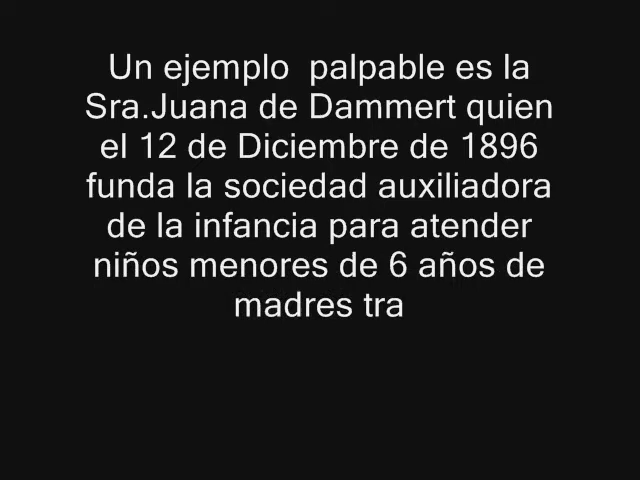 Un ejemplo  palpable es la
Sra.Juana de Dammert quien
el 12 de Diciembre de 1896
funda la sociedad auxiliadora
de la infancia para atender
niños menores de 6 años de
madres tra